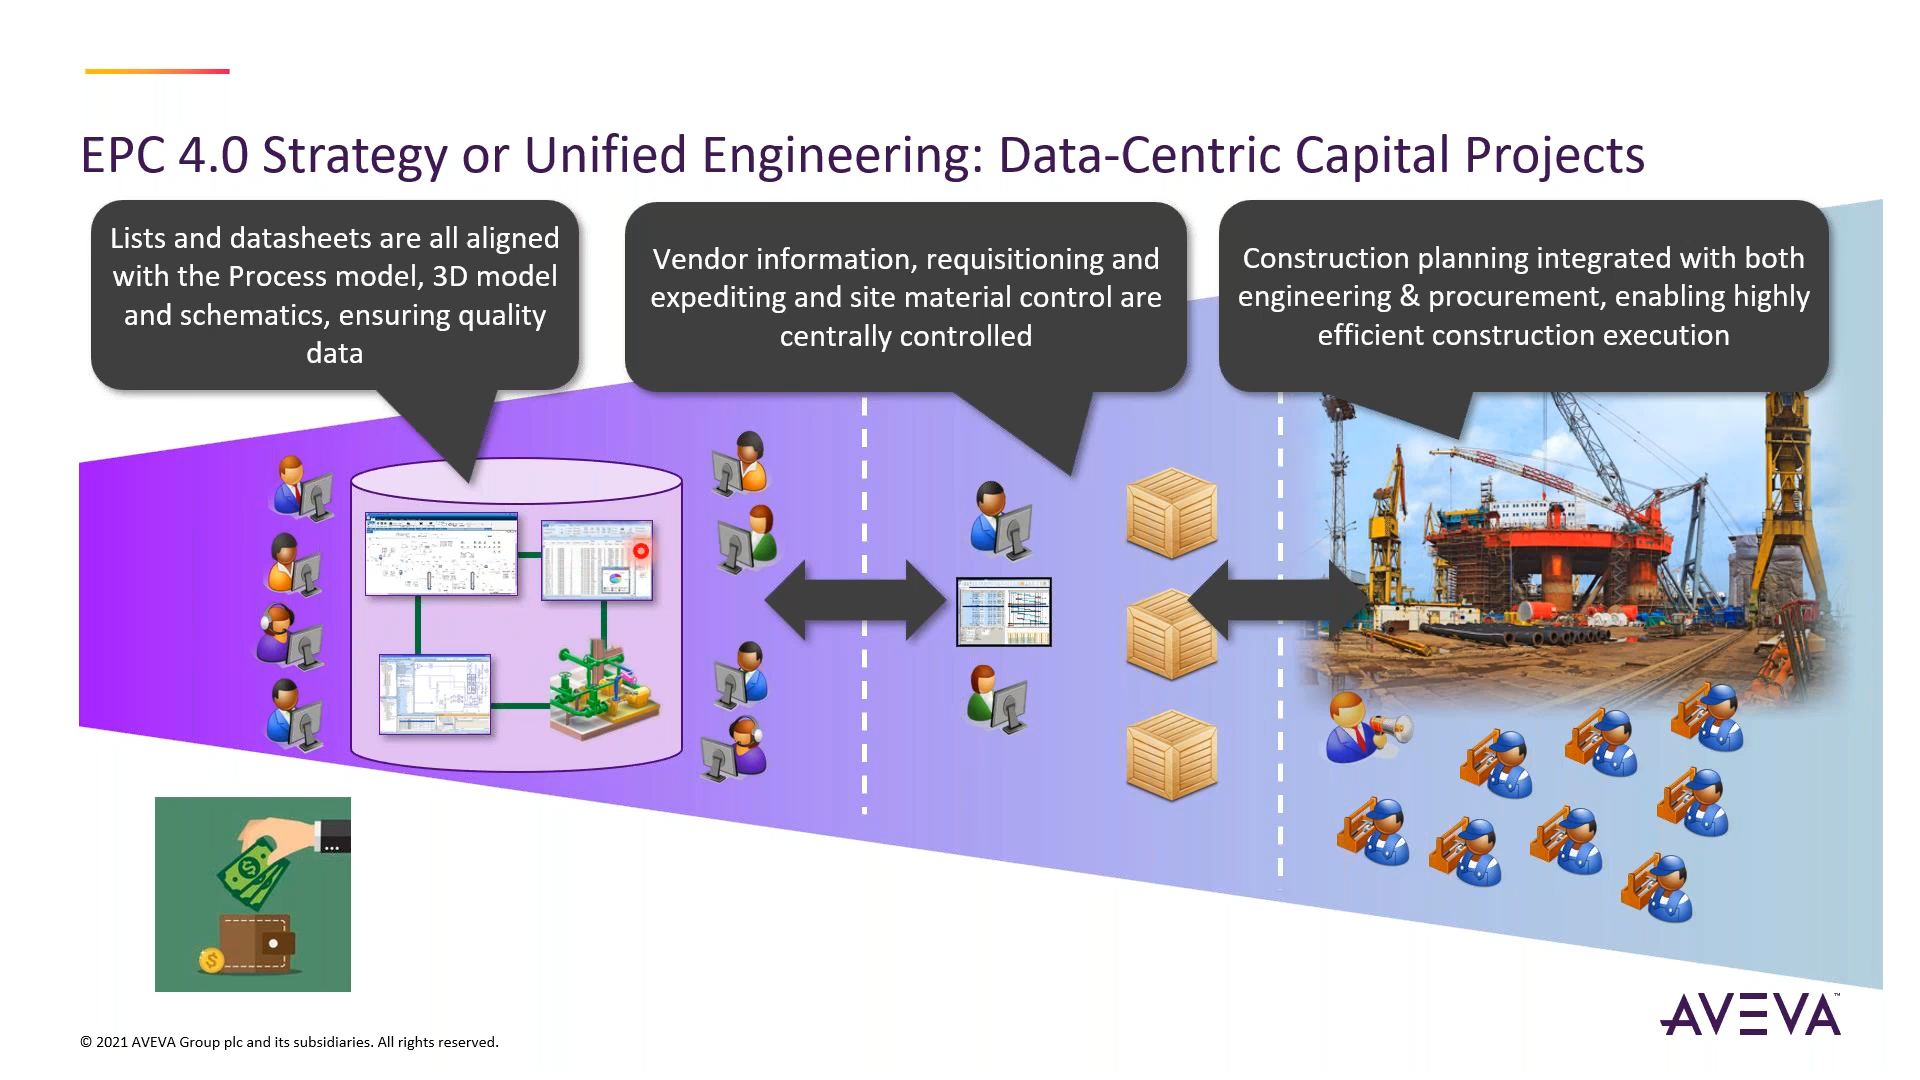 EPC 4.0 Strategy or Unified Engineering: Data-Centric Capital Projects
Lists and datasheets are all aligned
with the Process model, 3D model
and schematics, ensuring quality
data
Vendor information, requisitioning and
expediting and site material control are
centrally controlled
Construction planning integrated with both
engineering & procurement, enabling highly
efficient construction execution
© 2021 AVEVA Group plc and its subsidiaries. All rights reserved.
AVEVA™